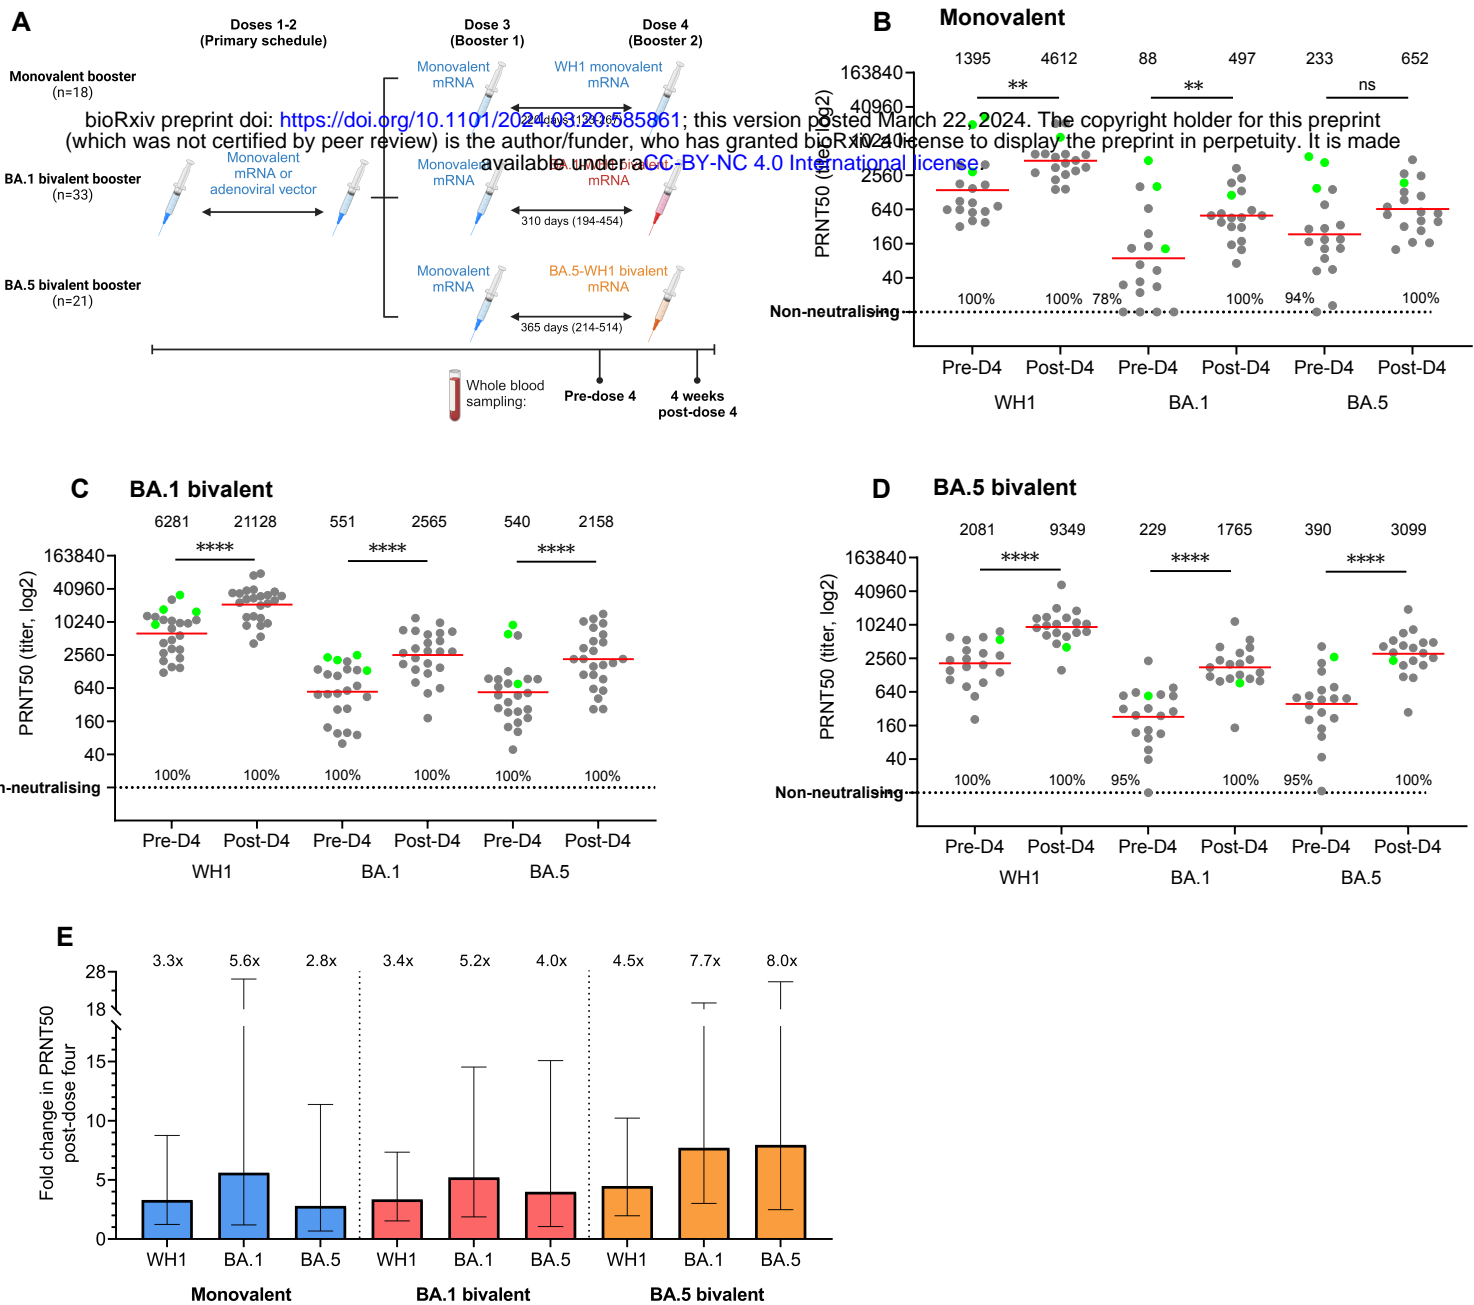 A
Doses 1-2
(Primary schedule)
Dose 3
(Booster 1)
Dose 4
(Booster 2)
Monovalent booster
(n=18)
Monovalent
mRNA
WH1 monovalent
mRNA
bioRxiv preprint doi: https://doi.org/10.1101/2024.03.20.585861; this version posted March 22, 2024. The copyright holder for this preprint
(which was not certified by peer review) is the author/funder, who has granted bioRxiv a license to display the preprint in perpetuity. It is made
available under aCC-BY-NC 4.0 International license.
BA.1 bivalent booster
(n=33)
Monovalent
mRNA or
adenoviral vector
Monovalent
mRNA
BA.1-WH1 bivalent
mRNA
310 days (194-454)
BA.5 bivalent booster
(n=21)
Monovalent
mRNA
BA.5-WH1 bivalent
mRNA
365 days (214-514)
Whole blood
sampling:
Pre-dose 4
4 weeks
post-dose 4
B
Monovalent
1395 4612 88 497 233 652
** ** ns
PRNT50 (titer, log2)
163840
40960
10240
2560
640
160
40
Non-neutralising
100% 100% 78% 100% 94% 100%
Pre-D4 Post-D4 Pre-D4 Post-D4 Pre-D4 Post-D4
WH1 BA.1 BA.5
C
BA.1 bivalent
6281 21128 551 2565 540 2158
**** **** ****
PRNT50 (titer, log2)
163840
40960
10240
2560
640
160
40
n-neutralising
100% 100% 100% 100% 100% 100%
Pre-D4 Post-D4 Pre-D4 Post-D4 Pre-D4 Post-D4
WH1 BA.1 BA.5
D
BA.5 bivalent
2081 9349 229 1765 390 3099
**** **** ****
PRNT50 (titer, log2)
163840
40960
10240
2560
640
160
40
Non-neutralising
100% 100% 95% 100% 95% 100%
Pre-D4 Post-D4 Pre-D4 Post-D4 Pre-D4 Post-D4
WH1 BA.1 BA.5
E
3.3x 5.6x 2.8x 3.4x 5.2x 4.0x 4.5x 7.7x 8.0x
Fold change in PRNT50
post-dose four
28
18
15
10
5
0
WH1 BA.1 BA.5 WH1 BA.1 BA.5 WH1 BA.1 BA.5
Monovalent BA.1 bivalent BA.5 bivalent